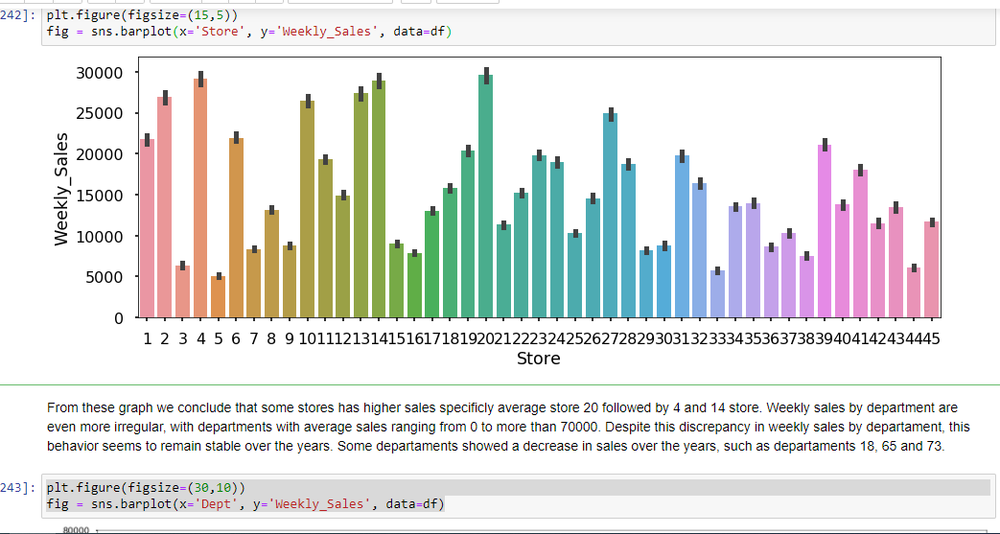 242]: plt.figure(figsize=(15,5))
fig = sns.barplot(x='Store', y='Weekly_Sales', data=df)
30000
25000
20000
15000
10000
5000
0
Weekly_Sales
1 2 3 4 5 6 7 8 9 101112131415161718192021222324252627282930313233343536373839404142434445
Store
From these graph we conclude that some stores has higher sales specificly average store 20 followed by 4 and 14 store. Weekly sales by department are
even more irregular, with departments with average sales ranging from 0 to more than 70000. Despite this discrepancy in weekly sales by departament, this
behavior seems to remain stable over the years. Some departaments showed a decrease in sales over the years, such as departaments 18, 65 and 73.
243]: plt.figure(figsize=(30,10))
fig = sns.barplot(x='Dept', y='Weekly_Sales', data=df)
80000